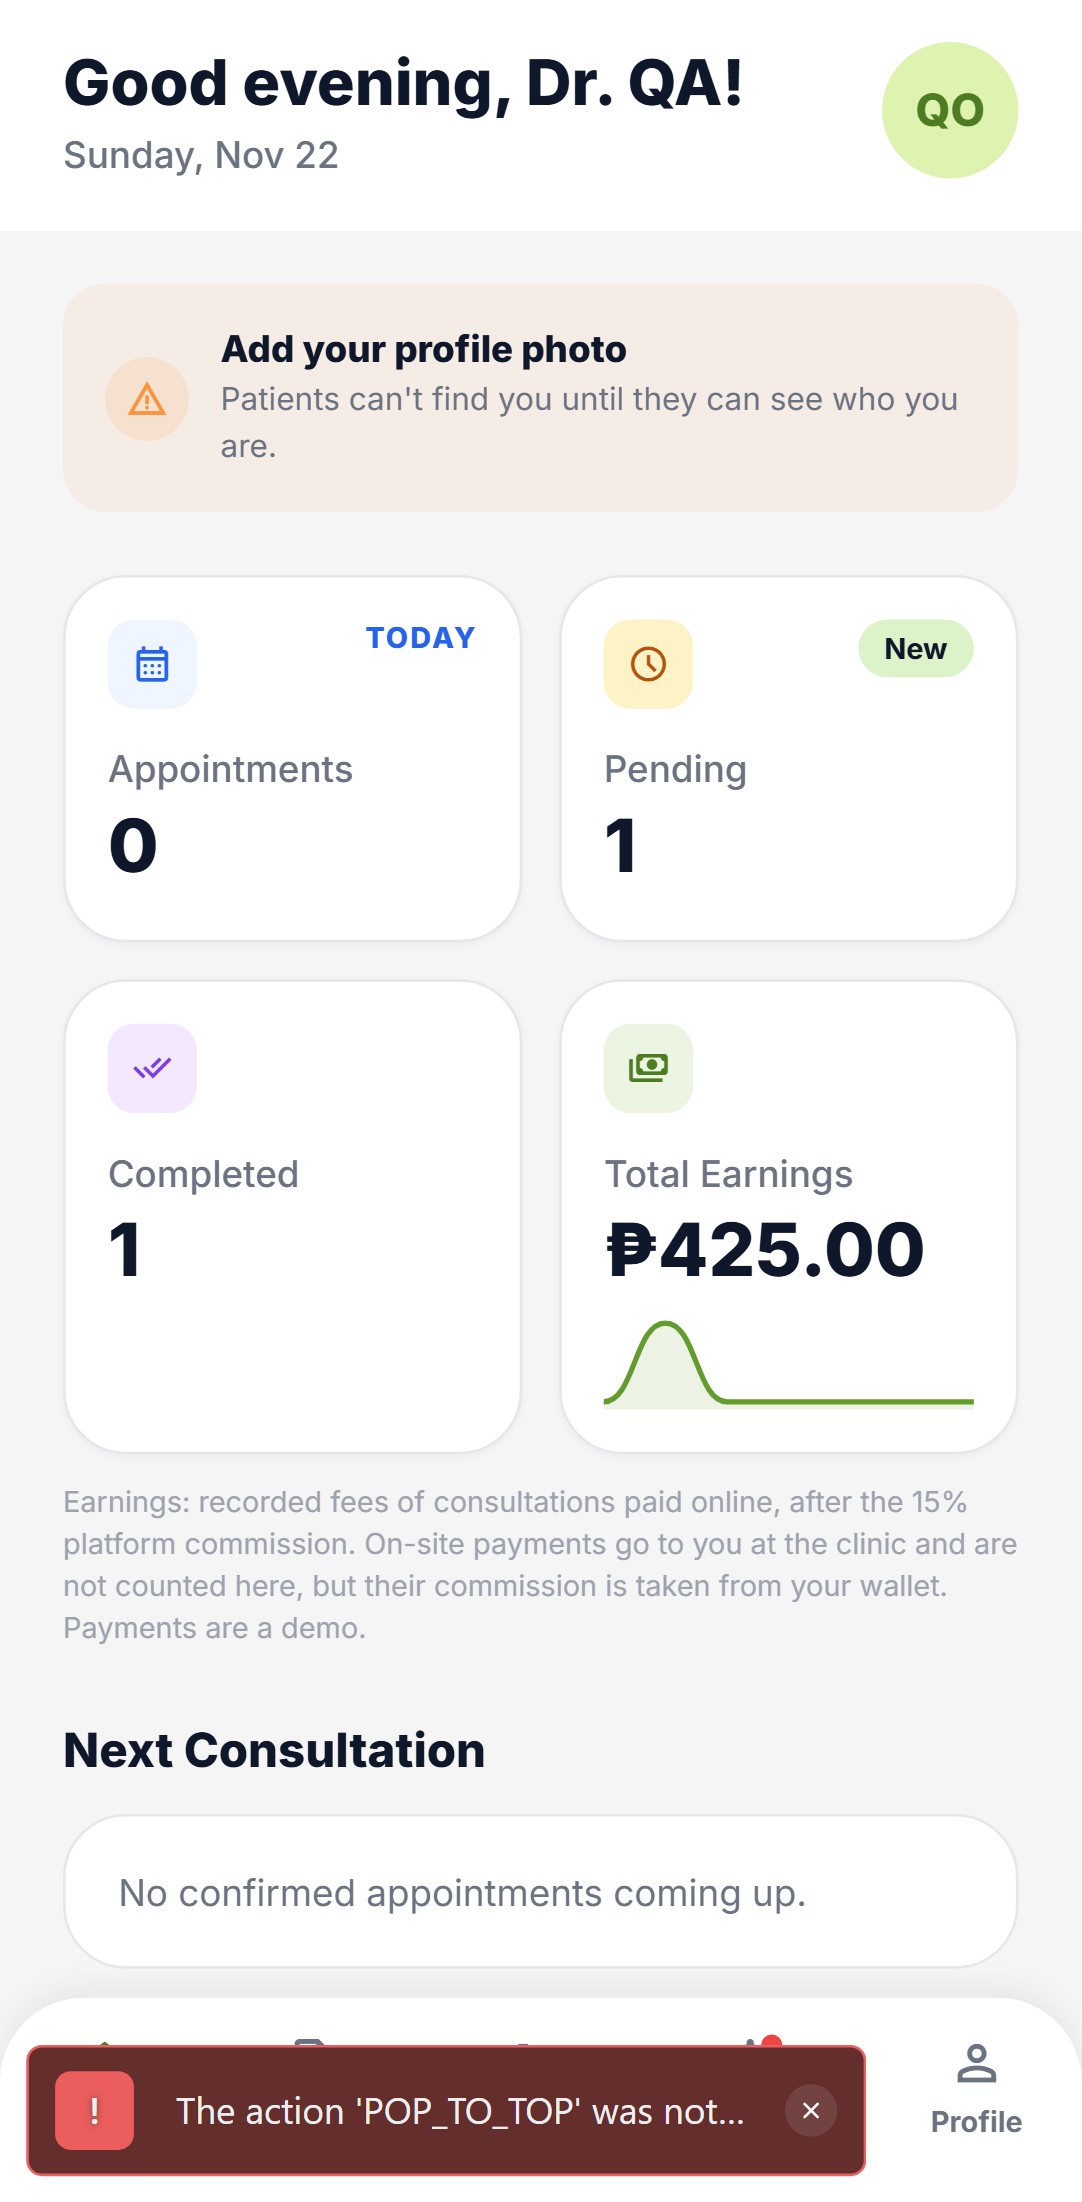 Good evening, Dr. QA!
Sunday, Nov 22
QO
Add your profile photo
Patients can't find you until they can see who you
are.
TODAY
Appointments
0
New
Pending
1
Completed
1
Total Earnings
₱425.00
Earnings: recorded fees of consultations paid online, after the 15%
platform commission. On-site payments go to you at the clinic and are
not counted here, but their commission is taken from your wallet.
Payments are a demo.
Next Consultation
No confirmed appointments coming up.
! The action 'POP_TO_TOP' was not...
Profile